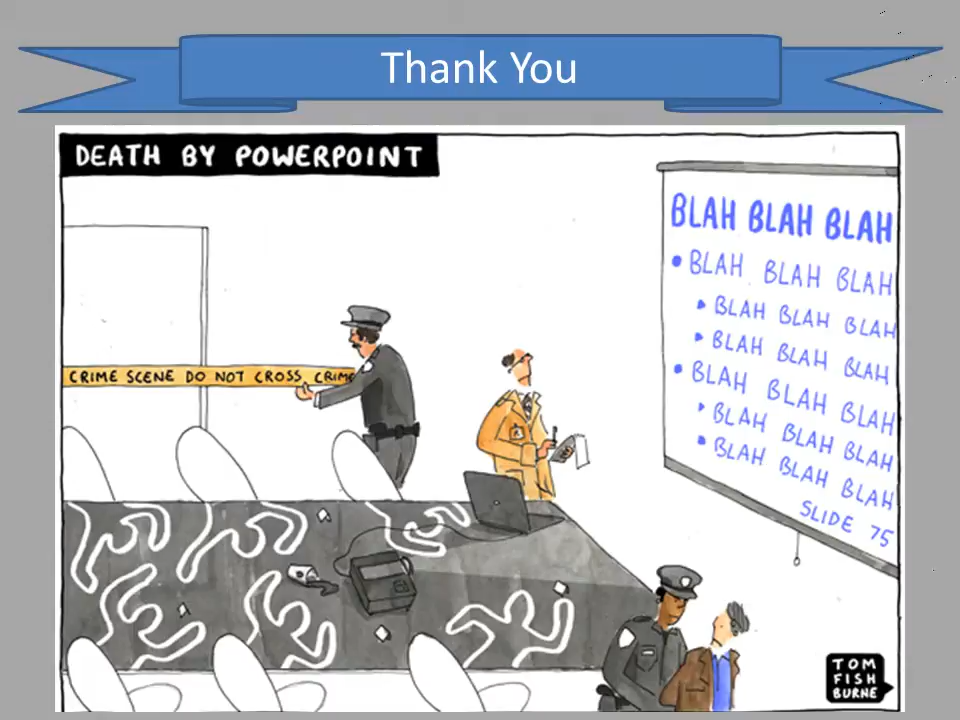 Thank You
DEATH BY POWERPOINT
CRIME SCENE DO NOT CROSS CRIME
BLAH BLAH BLAH
• BLAH BLAH BLAH
• BLAH BLAH BLAH
• BLAH BLAH BLAH
• BLAH BLAH BLAH
• BLAH BLAH BLAH
• BLAH BLAH BLAH
SLIDE 75
TOM
FISH
BURNE